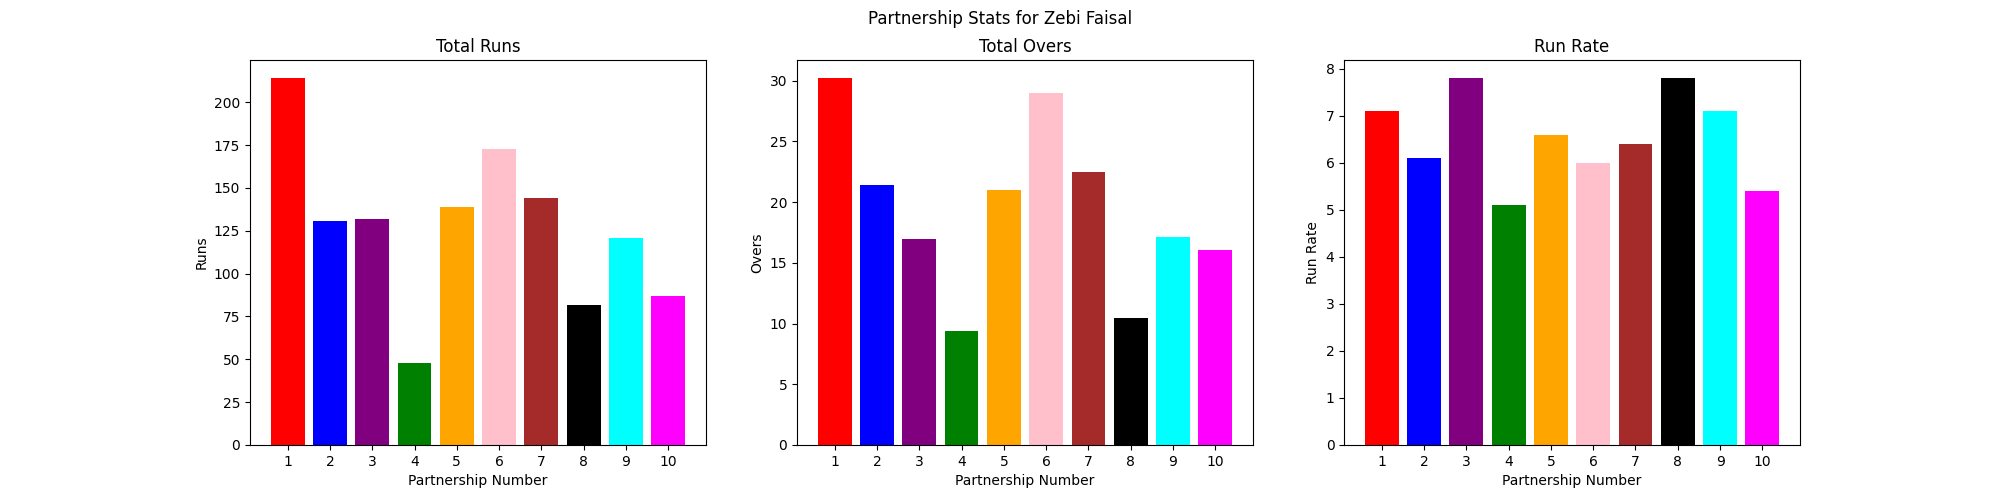 Partnership Stats for Zebi Faisal
Total Runs
200
175
150
125
100
75
50
25
0
Runs
1 2 3 4 5 6 7 8 9 10
Partnership Number
Total Overs
30
25
20
15
10
5
0
Overs
1 2 3 4 5 6 7 8 9 10
Partnership Number
Run Rate
8
7
6
5
4
3
2
1
0
Run Rate
1 2 3 4 5 6 7 8 9 10
Partnership Number